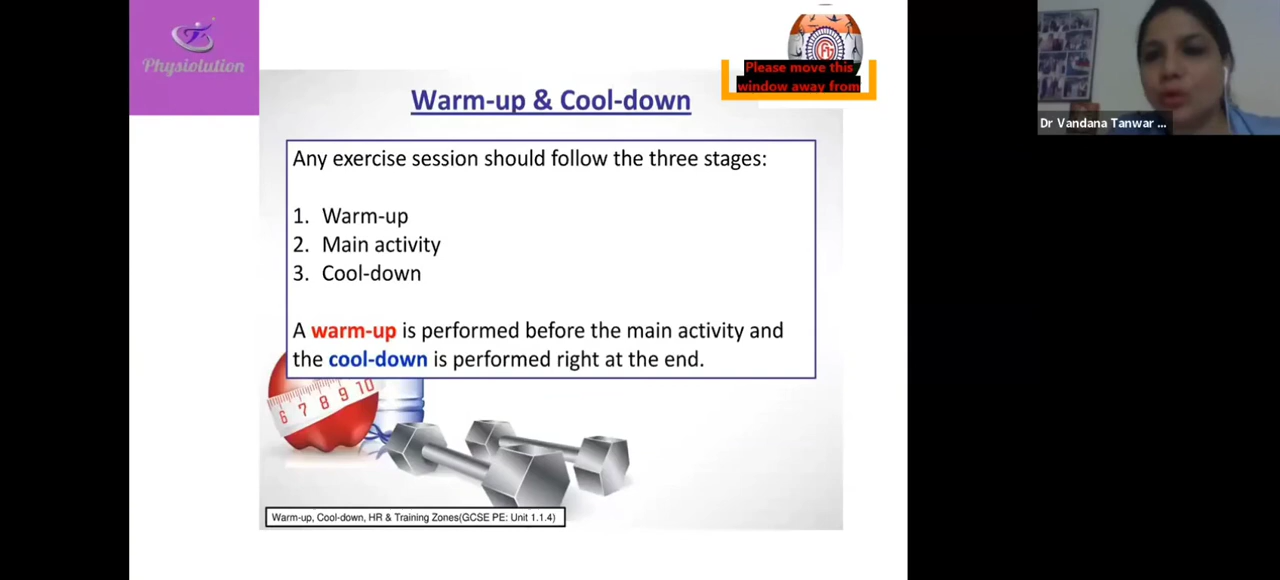 Physiolution
Please move this
window away from
Warm-up & Cool-down
Dr Vandana Tanwar ...
Any exercise session should follow the three stages:
1. Warm-up
2. Main activity
3. Cool-down
A warm-up is performed before the main activity and
the cool-down is performed right at the end.
6 7 8 9 10
Warm-up, Cool-down, HR & Training Zones(GCSE PE: Unit 1.1.4)